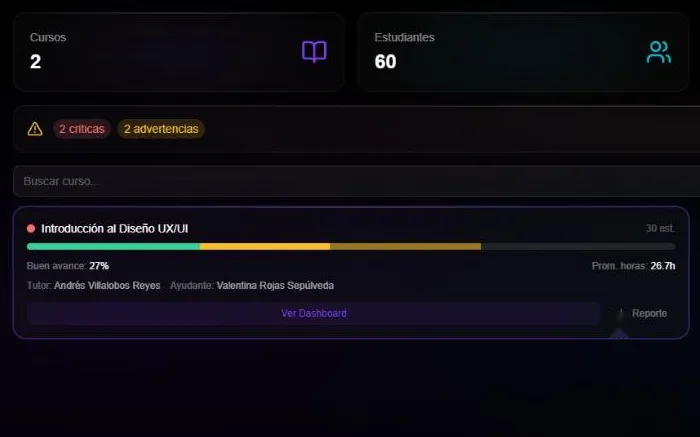 Cursos
2
Estudiantes
60
2 críticas
2 advertencias
Buscar curso...
Introducción al Diseño UX/UI
30 est.
Buen avance: 27%
Prom. horas: 26.7h
Tutor: Andrés Villalobos Reyes Ayudante: Valentina Rojas Sepúlveda
Ver Dashboard
Reporte